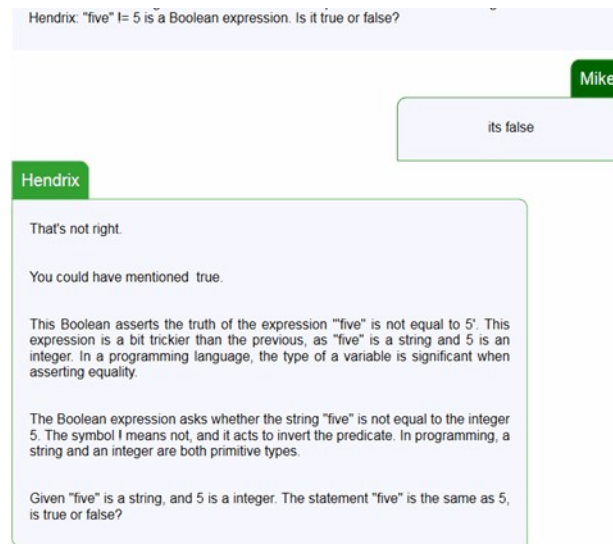 Hendrix: "five" != 5 is a Boolean expression. Is it true or false?
Mike
its false
Hendrix
That's not right.
You could have mentioned true.
This Boolean asserts the truth of the expression '"five" is not equal to 5'. This
expression is a bit trickier than the previous, as "five" is a string and 5 is an
integer. In a programming language, the type of a variable is significant when
asserting equality.
The Boolean expression asks whether the string "five" is not equal to the integer
5. The symbol ! means not, and it acts to invert the predicate. In programming, a
string and an integer are both primitive types.
Given "five" is a string, and 5 is a integer. The statement "five" is the same as 5,
is true or false?